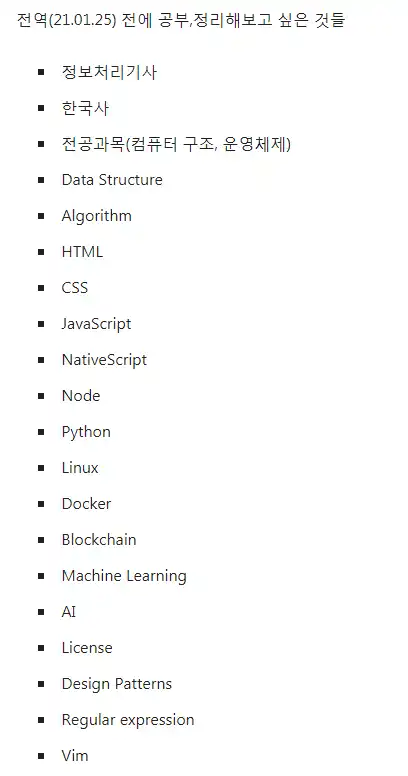 전역(21.01.25) 전에 공부,정리해보고 싶은 것들
▪ 정보처리기사
▪ 한국사
▪ 전공과목(컴퓨터 구조, 운영체제)
▪ Data Structure
▪ Algorithm
▪ HTML
▪ CSS
▪ JavaScript
▪ NativeScript
▪ Node
▪ Python
▪ Linux
▪ Docker
▪ Blockchain
▪ Machine Learning
▪ AI
▪ License
▪ Design Patterns
▪ Regular expression
▪ Vim